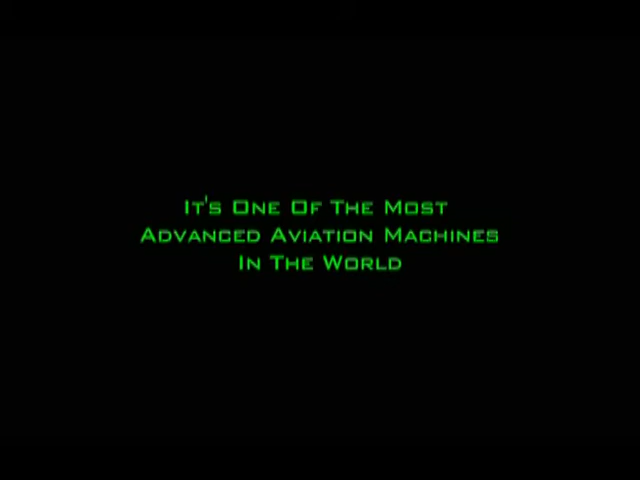 It's One Of The Most
Advanced Aviation Machines
In The World